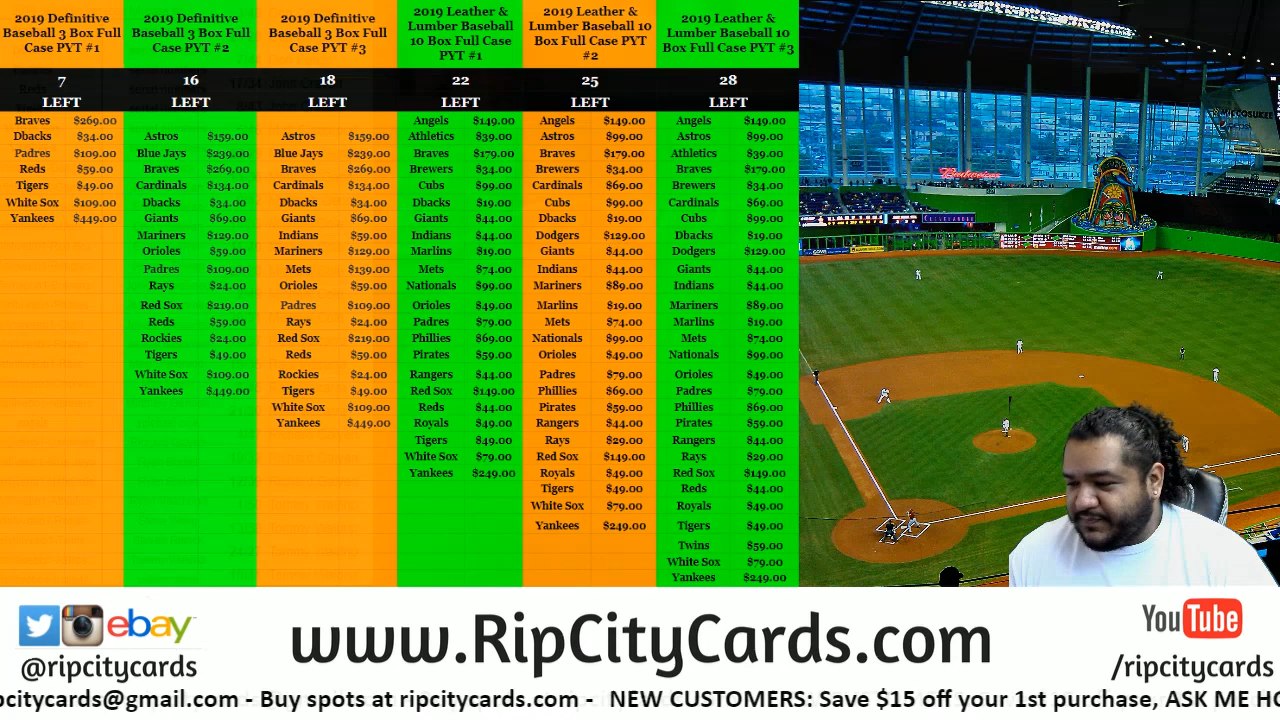 2019 Definitive
Baseball 3 Box Full
Case PYT #1
7
LEFT
Braves $269.00
Dbacks $34.00
Padres $109.00
Reds $59.00
Tigers $49.00
White Sox $109.00
Yankees $449.00
2019 Definitive
Baseball 3 Box Full
Case PYT #2
16
LEFT
Astros $159.00
Blue Jays $239.00
Braves $269.00
Cardinals $134.00
Dbacks $34.00
Giants $69.00
Mariners $129.00
Orioles $59.00
Padres $109.00
Rays $24.00
Red Sox $219.00
Reds $59.00
Rockies $24.00
Tigers $49.00
White Sox $109.00
Yankees $449.00
2019 Definitive
Baseball 3 Box Full
Case PYT #3
18
LEFT
Astros $159.00
Blue Jays $239.00
Braves $269.00
Cardinals $134.00
Dbacks $34.00
Giants $69.00
Indians $59.00
Mariners $129.00
Mets $139.00
Orioles $59.00
Padres $109.00
Rays $24.00
Red Sox $219.00
Reds $59.00
Rockies $24.00
Tigers $49.00
White Sox $109.00
Yankees $449.00
2019 Leather &
Lumber Baseball
10 Box Full Case
PYT #1
22
LEFT
Angels $149.00
Athletics $39.00
Braves $179.00
Brewers $34.00
Cubs $99.00
Dbacks $19.00
Giants $44.00
Indians $44.00
Marlins $19.00
Mets $74.00
Nationals $99.00
Orioles $49.00
Padres $79.00
Phillies $69.00
Pirates $59.00
Rangers $44.00
Red Sox $149.00
Reds $44.00
Royals $49.00
Tigers $49.00
White Sox $79.00
Yankees $249.00
2019 Leather &
Lumber Baseball 10
Box Full Case PYT
#2
25
LEFT
Angels $149.00
Astros $99.00
Braves $179.00
Brewers $34.00
Cardinals $69.00
Cubs $99.00
Dbacks $19.00
Dodgers $129.00
Giants $44.00
Indians $44.00
Mariners $89.00
Marlins $19.00
Mets $74.00
Nationals $99.00
Orioles $49.00
Padres $79.00
Phillies $69.00
Pirates $59.00
Rangers $44.00
Rays $29.00
Red Sox $149.00
Royals $49.00
Tigers $49.00
White Sox $79.00
Yankees $249.00
2019 Leather &
Lumber Baseball 10
Box Full Case PYT #3
28
LEFT
Angels $149.00
Astros $99.00
Athletics $39.00
Braves $179.00
Brewers $34.00
Cardinals $69.00
Cubs $99.00
Dbacks $19.00
Dodgers $129.00
Giants $44.00
Indians $44.00
Mariners $89.00
Marlins $19.00
Mets $74.00
Nationals $99.00
Orioles $49.00
Padres $79.00
Phillies $69.00
Pirates $59.00
Rangers $44.00
Rays $29.00
Red Sox $149.00
Reds $44.00
Royals $49.00
Tigers $49.00
Twins $59.00
White Sox $79.00
Yankees $249.00
Budweiser
ebay
@ripcitycards
www.RipCityCards.com
YouTube
/ripcitycards
pcitycards@gmail.com - Buy spots at ripcitycards.com - NEW CUSTOMERS: Save $15 off your 1st purchase, ASK ME HO